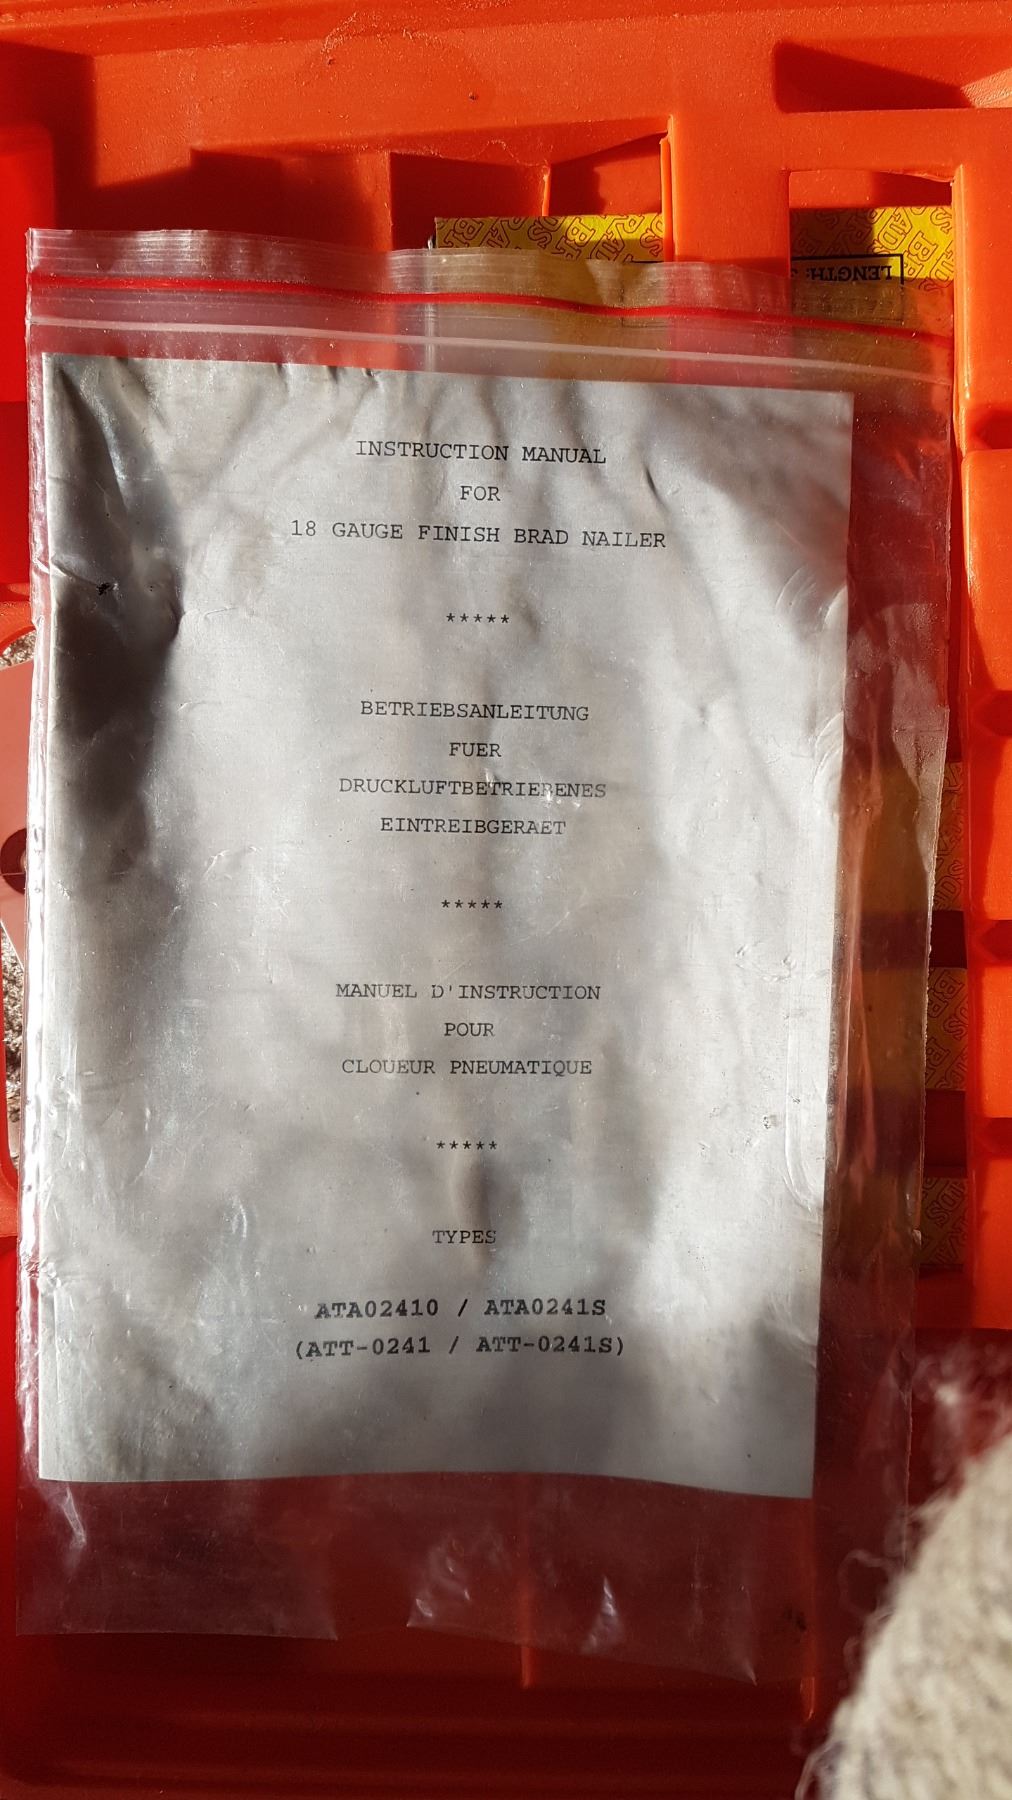 LENGTH:
INSTRUCTION MANUAL
FOR
18 GAUGE FINISH BRAD NAILER
*****
BETRIEBSANLEITUNG
FUER
DRUCKLUFTBETRIEBENES
EINTREIBGERAET
*****
MANUEL D'INSTRUCTION
POUR
CLOUEUR PNEUMATIQUE
*****
TYPES
ATA02410 / ATA0241S
(ATT-0241 / ATT-0241S)